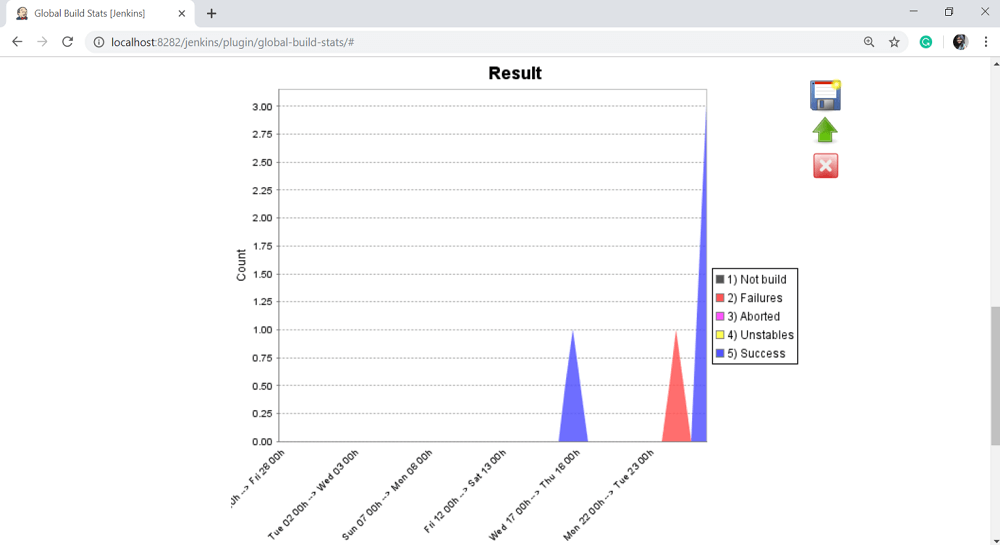 Global Build Stats [Jenkins]
localhost:8282/jenkins/plugin/global-build-stats/#
Result
3.00
2.75
2.50
2.25
2.00
1.75
1.50
1.25
1.00
0.75
0.50
0.25
0.00
Count
1) Not build
2) Failures
3) Aborted
4) Unstables
5) Success
0h --> Fri 28 00h
Tue 02 00h --> Wed 03 00h
Sun 07 00h --> Mon 08 00h
Fri 12 00h --> Sat 13 00h
Wed 17 00h --> Thu 18 00h
Mon 22 00h --> Tue 23 00h